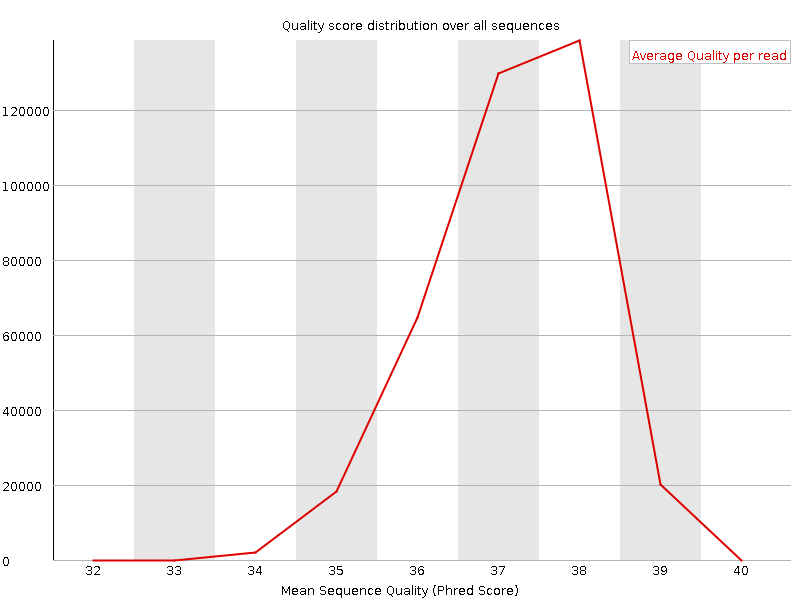 Quality score distribution over all sequences
Average Quality per read
120000
100000
80000
60000
40000
20000
0
32 33 34 35 36 37 38 39 40
Mean Sequence Quality (Phred Score)